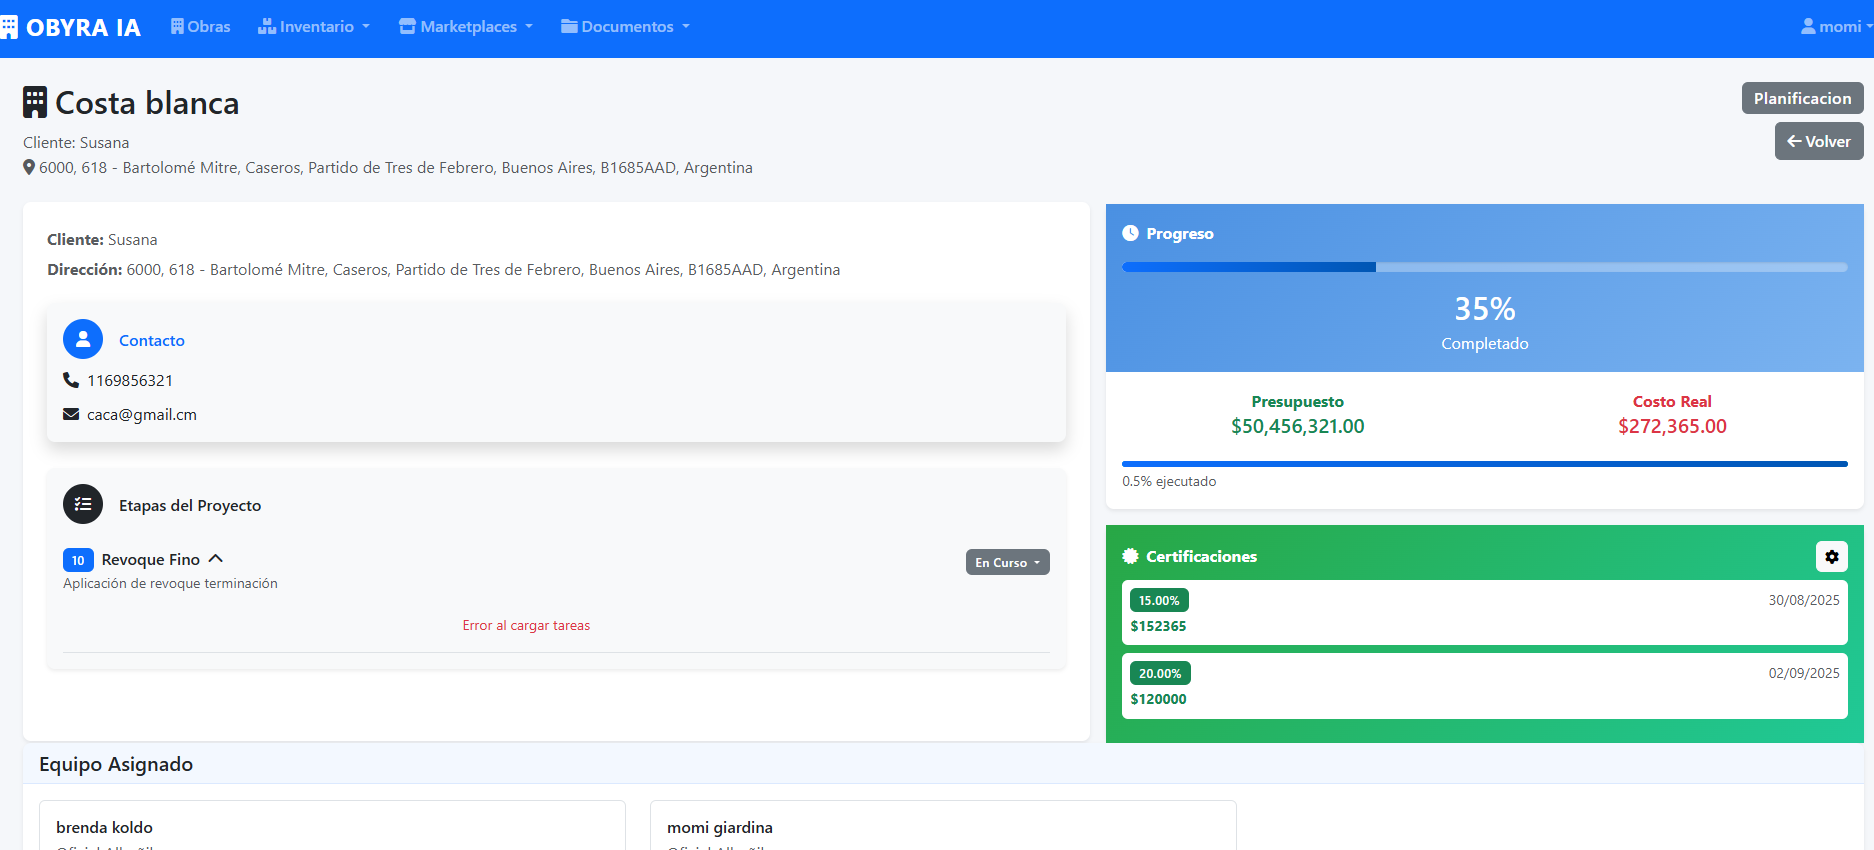 OBYRA IA
Obras
Inventario
Marketplaces
Documentos
momi
Costa blanca
Planificacion
Volver
Cliente: Susana
6000, 618 - Bartolomé Mitre, Caseros, Partido de Tres de Febrero, Buenos Aires, B1685AAD, Argentina
Cliente: Susana
Dirección: 6000, 618 - Bartolomé Mitre, Caseros, Partido de Tres de Febrero, Buenos Aires, B1685AAD, Argentina
Contacto
1169856321
caca@gmail.cm
Etapas del Proyecto
10 Revoque Fino
En Curso
Aplicación de revoque terminación
Error al cargar tareas
Progreso
35%
Completado
Presupuesto
$50,456,321.00
Costo Real
$272,365.00
0.5% ejecutado
Certificaciones
15.00%
30/08/2025
$152365
20.00%
02/09/2025
$120000
Equipo Asignado
brenda koldo
momi giardina